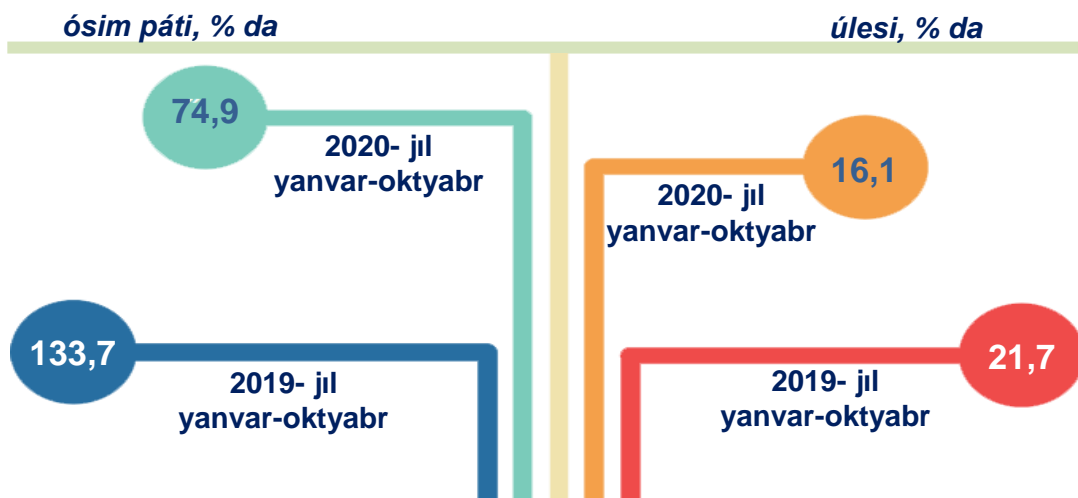 ósim páti, % da
úlesi, % da
74,9
2020- jıl
yanvar-oktyabr
16,1
2020- jıl
yanvar-oktyabr
133,7
2019- jıl
yanvar-oktyabr
21,7
2019- jıl
yanvar-oktyabr